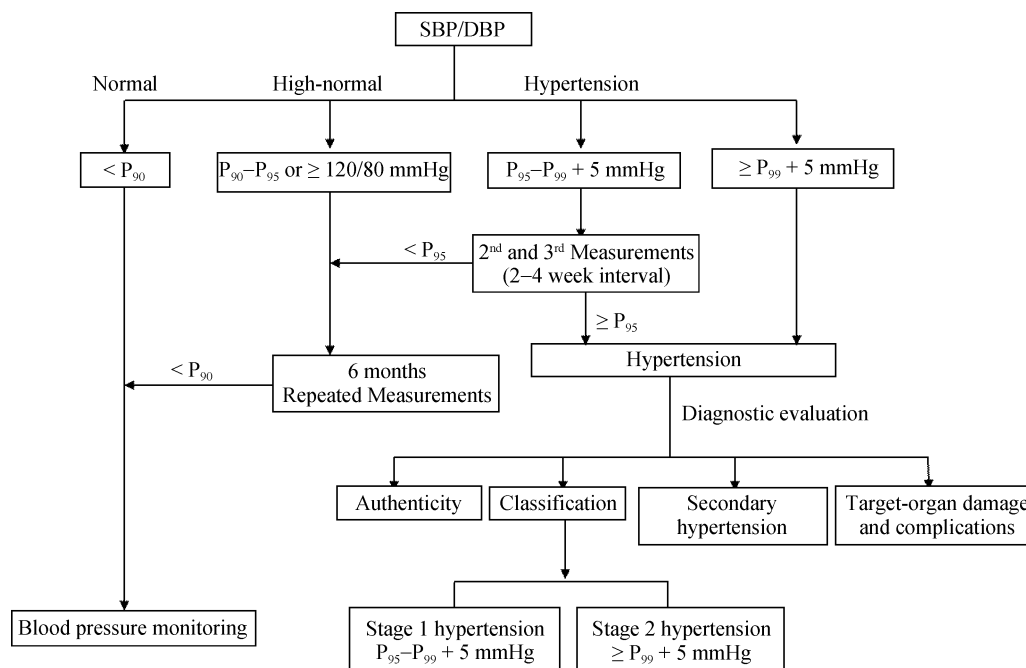 SBP/DBP
Normal
High-normal
Hypertension
< P₉₀
P₉₀–P₉₅ or ≥ 120/80 mmHg
P₉₅–P₉₉ + 5 mmHg
≥ P₉₉ + 5 mmHg
< P₉₅
2ⁿᵈ and 3ʳᵈ Measurements
(2–4 week interval)
≥ P₉₅
Hypertension
< P₉₀
6 months
Repeated Measurements
Diagnostic evaluation
Authenticity
Classification
Secondary
hypertension
Target-organ damage
and complications
Blood pressure monitoring
Stage 1 hypertension
P₉₅–P₉₉ + 5 mmHg
Stage 2 hypertension
≥ P₉₉ + 5 mmHg